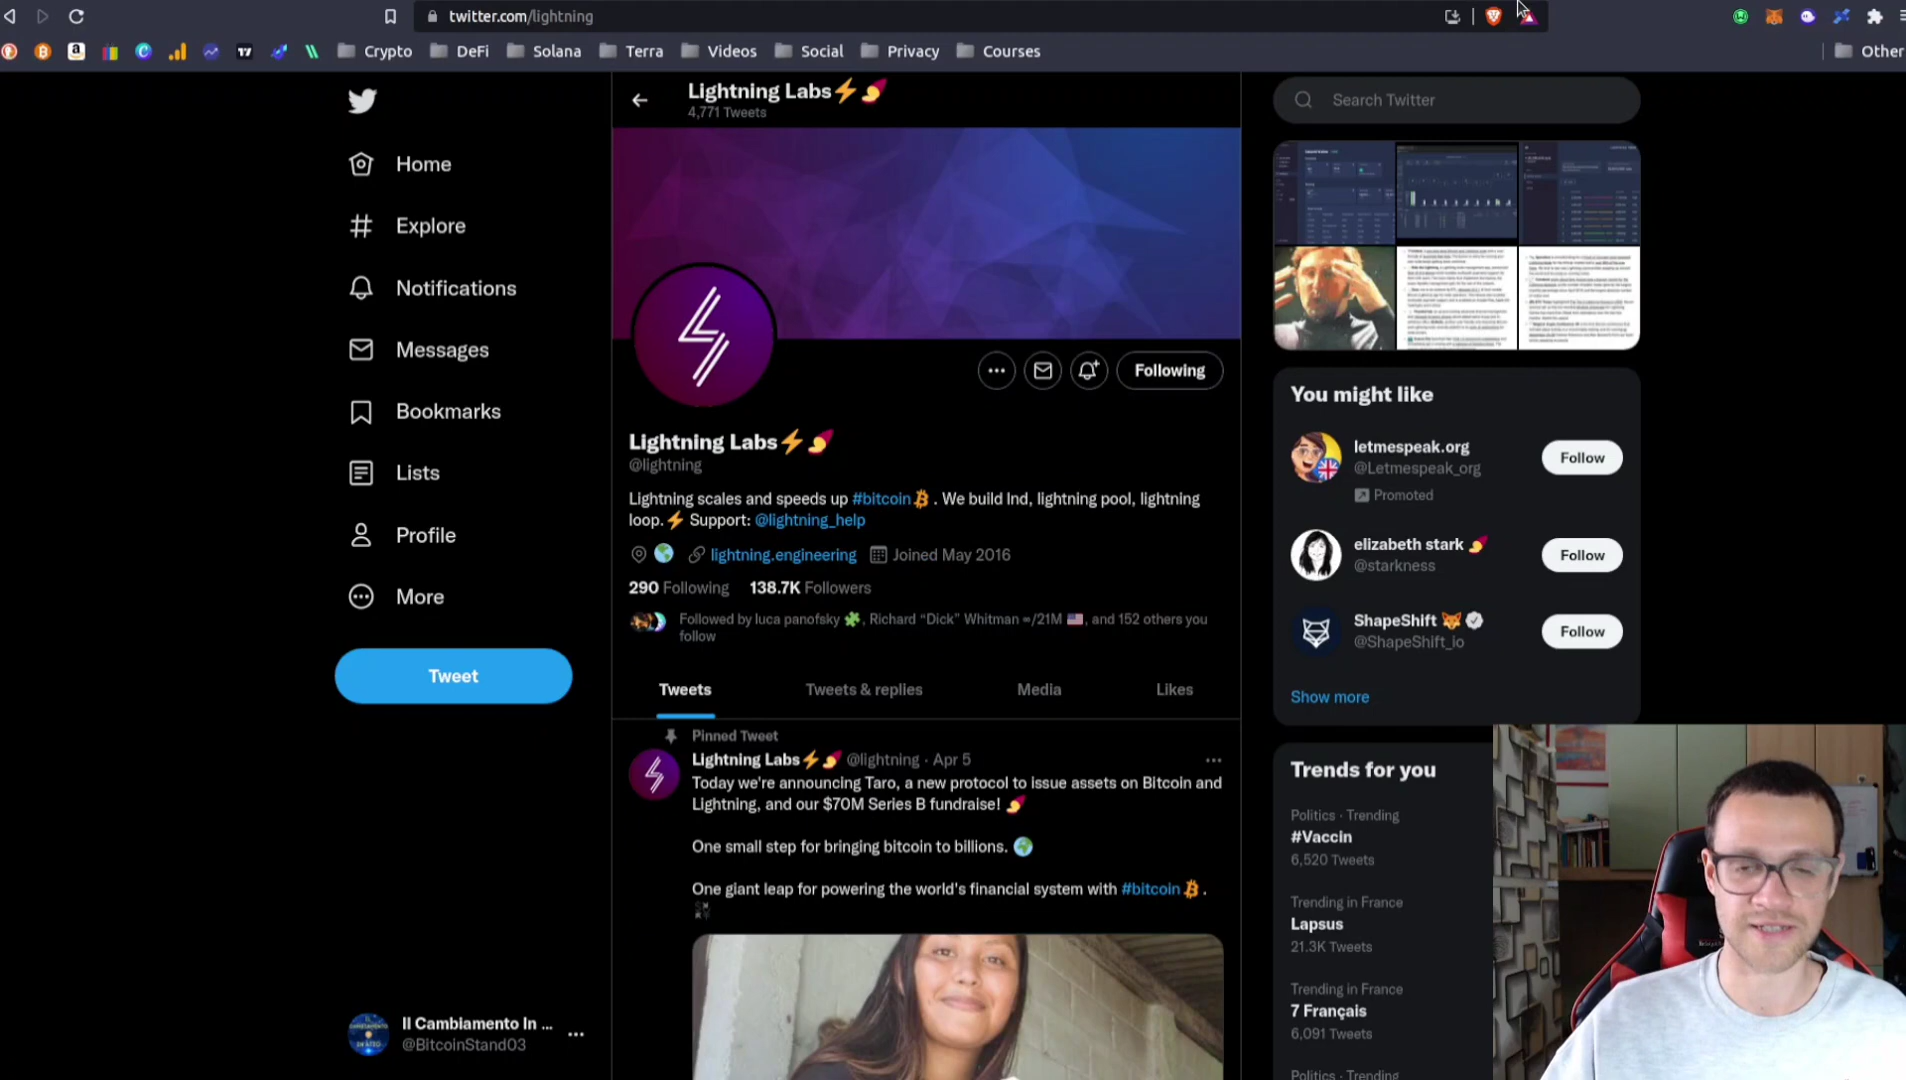 twitter.com/lightning
Crypto
DeFi
Solana
Terra
Videos
Social
Privacy
Courses
Other
Home
Explore
Notifications
Messages
Bookmarks
Lists
Profile
More
Tweet
Il Cambiamento In ...
@BitcoinStand03
Lightning Labs⚡
4,771 Tweets
Following
Lightning Labs⚡
@lightning
Lightning scales and speeds up #bitcoin . We build lnd, lightning pool, lightning
loop.⚡ Support: @lightning_help
lightning.engineering Joined May 2016
290 Following 138.7K Followers
Followed by luca panofsky 🧩, Richard “Dick” Whitman ∞/21M 🇺🇸, and 152 others you
follow
Tweets
Tweets & replies
Media
Likes
Pinned Tweet
Lightning Labs⚡ @lightning · Apr 5
Today we're announcing Taro, a new protocol to issue assets on Bitcoin and
Lightning, and our $70M Series B fundraise!
One small step for bringing bitcoin to billions. 🌍
One giant leap for powering the world's financial system with #bitcoin .
Search Twitter
You might like
letmespeak.org
@Letmespeak_org
Promoted
Follow
elizabeth stark
@starkness
Follow
ShapeShift
@ShapeShift_io
Follow
Show more
Trends for you
Politics · Trending
#Vaccin
6,520 Tweets
Trending in France
Lapsus
21.3K Tweets
Trending in France
7 Français
6,091 Tweets
Politics · Trending